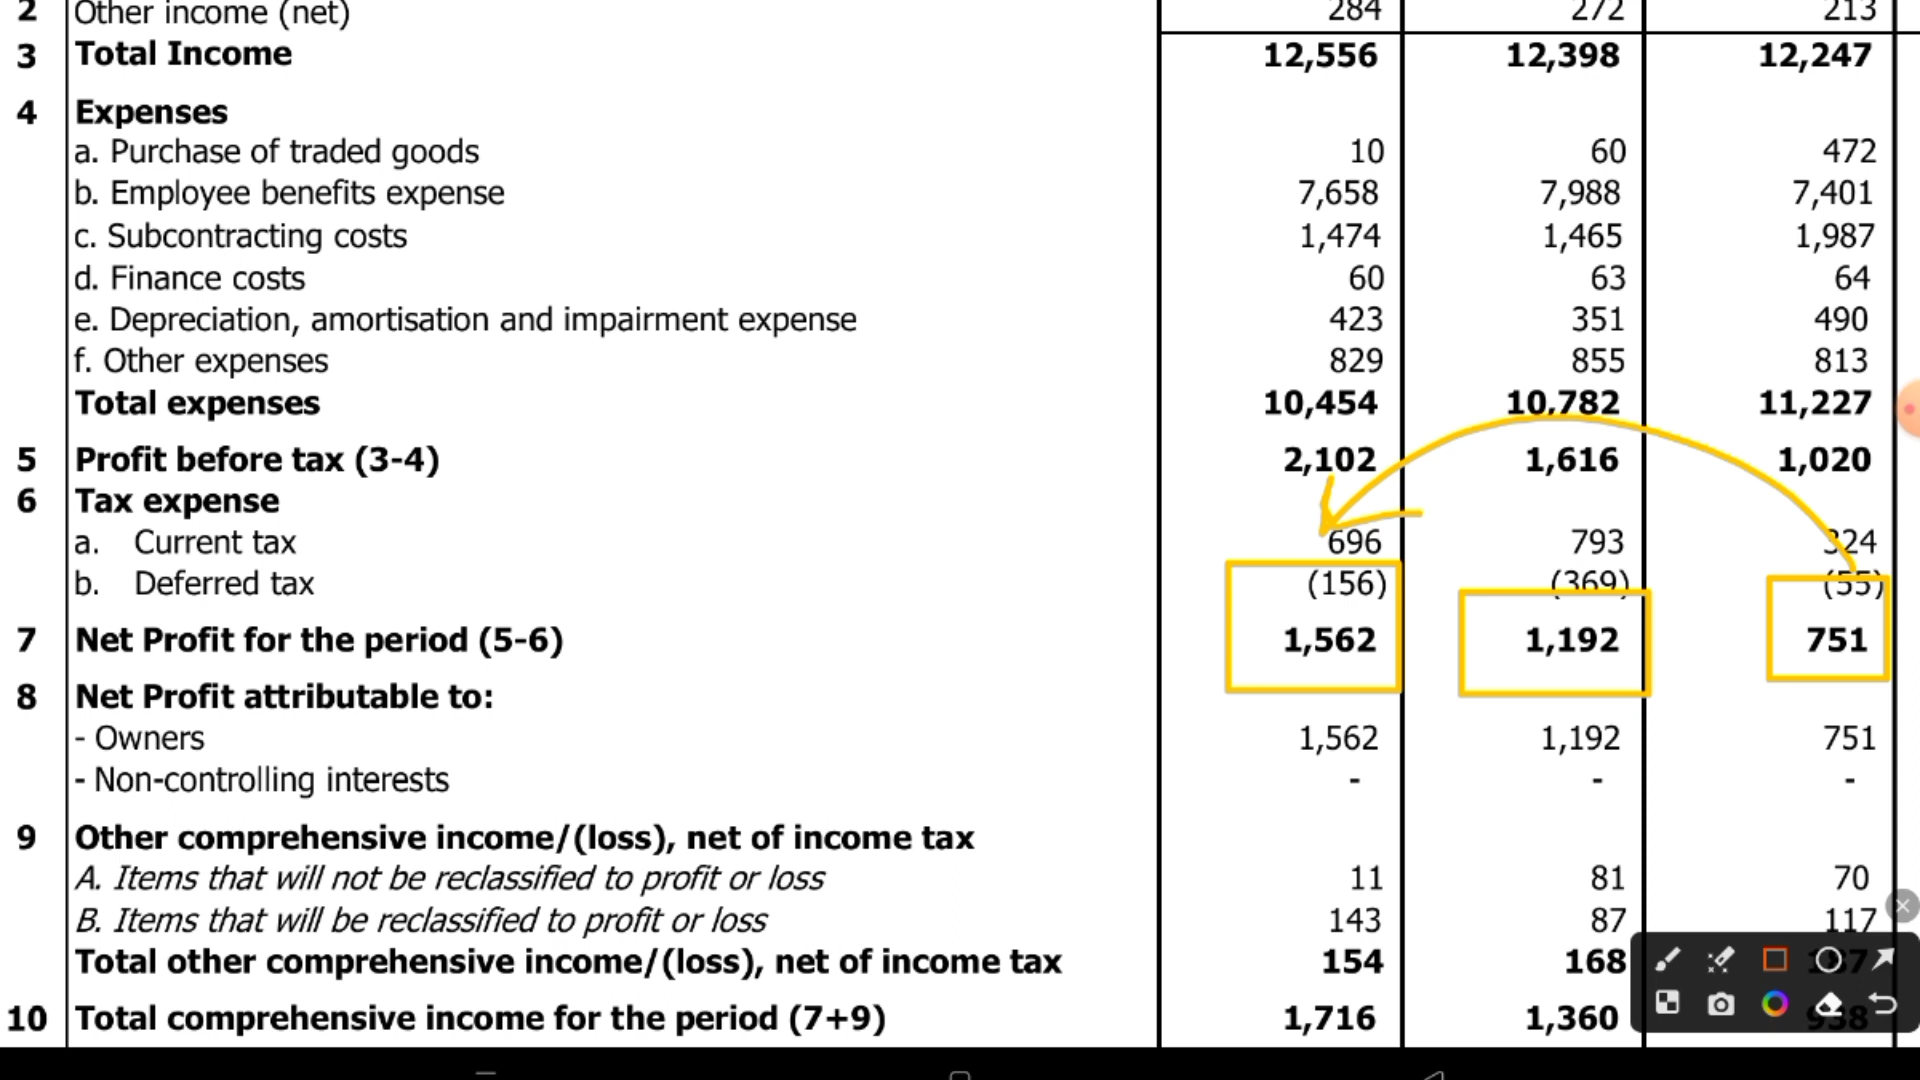 2 Other income (net) 284 272 213
3 Total Income 12,556 12,398 12,247
4 Expenses
a. Purchase of traded goods 10 60 472
b. Employee benefits expense 7,658 7,988 7,401
c. Subcontracting costs 1,474 1,465 1,987
d. Finance costs 60 63 64
e. Depreciation, amortisation and impairment expense 423 351 490
f. Other expenses 829 855 813
Total expenses 10,454 10,782 11,227
5 Profit before tax (3-4) 2,102 1,616 1,020
6 Tax expense
a. Current tax 696 793 324
b. Deferred tax (156) (369) (55)
7 Net Profit for the period (5-6) 1,562 1,192 751
8 Net Profit attributable to:
- Owners 1,562 1,192 751
- Non-controlling interests - - -
9 Other comprehensive income/(loss), net of income tax
A. Items that will not be reclassified to profit or loss 11 81 70
B. Items that will be reclassified to profit or loss 143 87 117
Total other comprehensive income/(loss), net of income tax 154 168 187
10 Total comprehensive income for the period (7+9) 1,716 1,360 938